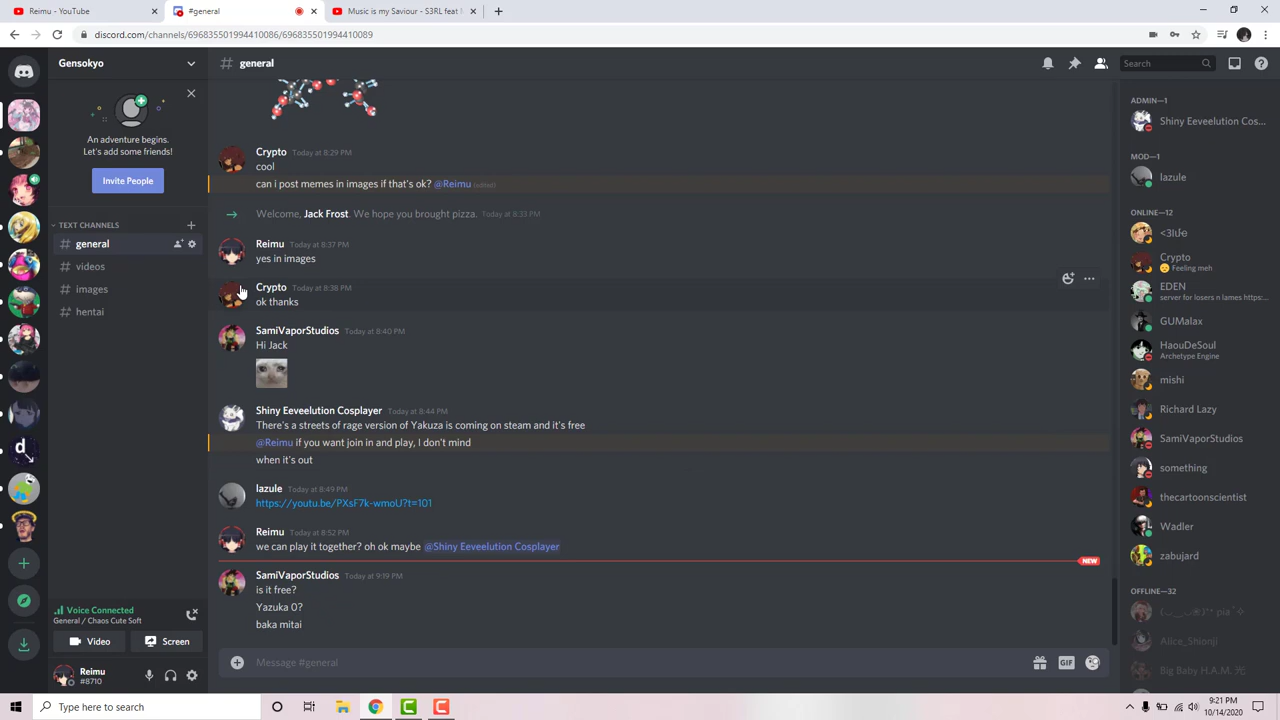 Reimu - YouTube
#general
Music is my Saviour - S3RL feat M
discord.com/channels/696835501994410086/696835501994410089
Gensokyo
general
Search
An adventure begins.
Let's add some friends!
Invite People
TEXT CHANNELS
general
videos
images
hentai
Crypto Today at 8:29 PM
cool
can i post memes in images if that's ok? @Reimu (edited)
Welcome, Jack Frost. We hope you brought pizza. Today at 8:33 PM
Reimu Today at 8:37 PM
yes in images
Crypto Today at 8:38 PM
ok thanks
SamiVaporStudios Today at 8:40 PM
Hi Jack
Shiny Eeveelution Cosplayer Today at 8:44 PM
There's a streets of rage version of Yakuza is coming on steam and it's free
@Reimu if you want join in and play, I don't mind
when it's out
lazule Today at 8:49 PM
https://youtu.be/PXsF7k-wmoU?t=101
Reimu Today at 8:52 PM
we can play it together? oh ok maybe @Shiny Eeveelution Cosplayer
NEW
SamiVaporStudios Today at 9:19 PM
is it free?
Yazuka 0?
baka mitai
Message #general
GIF
ADMIN—1
Shiny Eeveelution Cos...
MOD—1
lazule
ONLINE—12
Crypto
Feeling meh
EDEN
server for losers n lames https:...
GUMalax
HaouDeSoul
Archetype Engine
mishi
Richard Lazy
SamiVaporStudios
something
thecartoonscientist
Wadler
zabujard
OFFLINE—32
Alice_Shionji
Big Baby H.A.M. 光
Voice Connected
General / Chaos Cute Soft
Video
Screen
Reimu
#8710
Type here to search
9:21 PM
10/14/2020